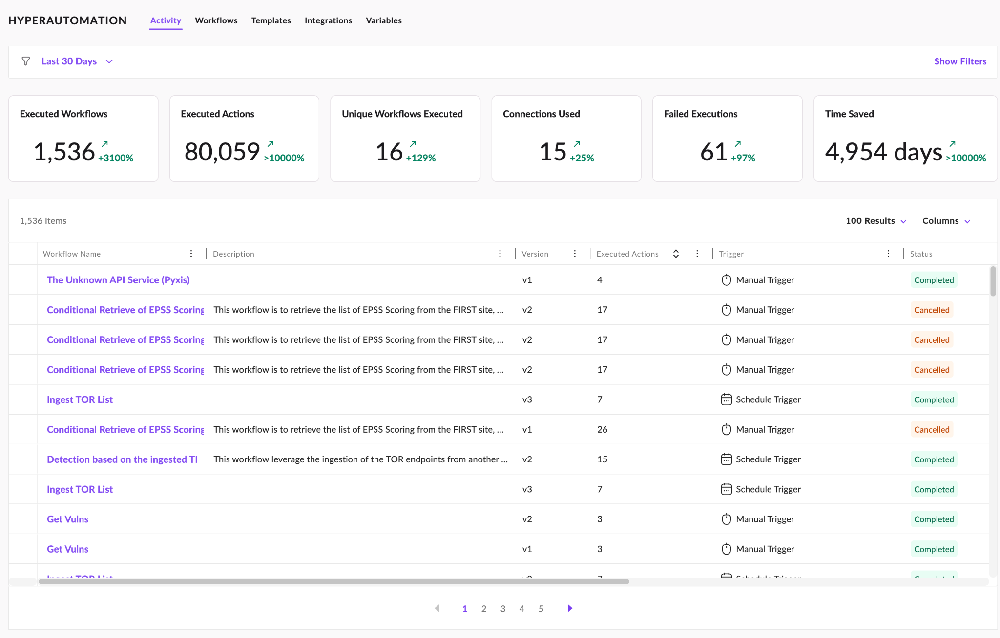 HYPERAUTOMATION Activity Workflows Templates Integrations Variables
Last 30 Days Show Filters
Executed Workflows Executed Actions Unique Workflows Executed Connections Used Failed Executions Time Saved
1,536 +3100% 80,059 >10000% 16 +129% 15 +25% 61 +97% 4,954 days >10000%
1,536 Items 100 Results Columns
Workflow Name Description Version Executed Actions Trigger Status
The Unknown API Service (Pyxis) v1 4 Manual Trigger Completed
Conditional Retrieve of EPSS Scoring This workflow is to retrieve the list of EPSS Scoring from the FIRST site, ... v2 17 Manual Trigger Cancelled
Conditional Retrieve of EPSS Scoring This workflow is to retrieve the list of EPSS Scoring from the FIRST site, ... v2 17 Manual Trigger Cancelled
Conditional Retrieve of EPSS Scoring This workflow is to retrieve the list of EPSS Scoring from the FIRST site, ... v2 17 Manual Trigger Cancelled
Ingest TOR List v3 7 Schedule Trigger Completed
Conditional Retrieve of EPSS Scoring This workflow is to retrieve the list of EPSS Scoring from the FIRST site, ... v1 26 Manual Trigger Cancelled
Detection based on the ingested TI This workflow leverage the ingestion of the TOR endpoints from another ... v2 15 Schedule Trigger Completed
Ingest TOR List v3 7 Schedule Trigger Completed
Get Vulns v2 3 Manual Trigger Completed
Get Vulns v1 3 Manual Trigger Completed
1 2 3 4 5